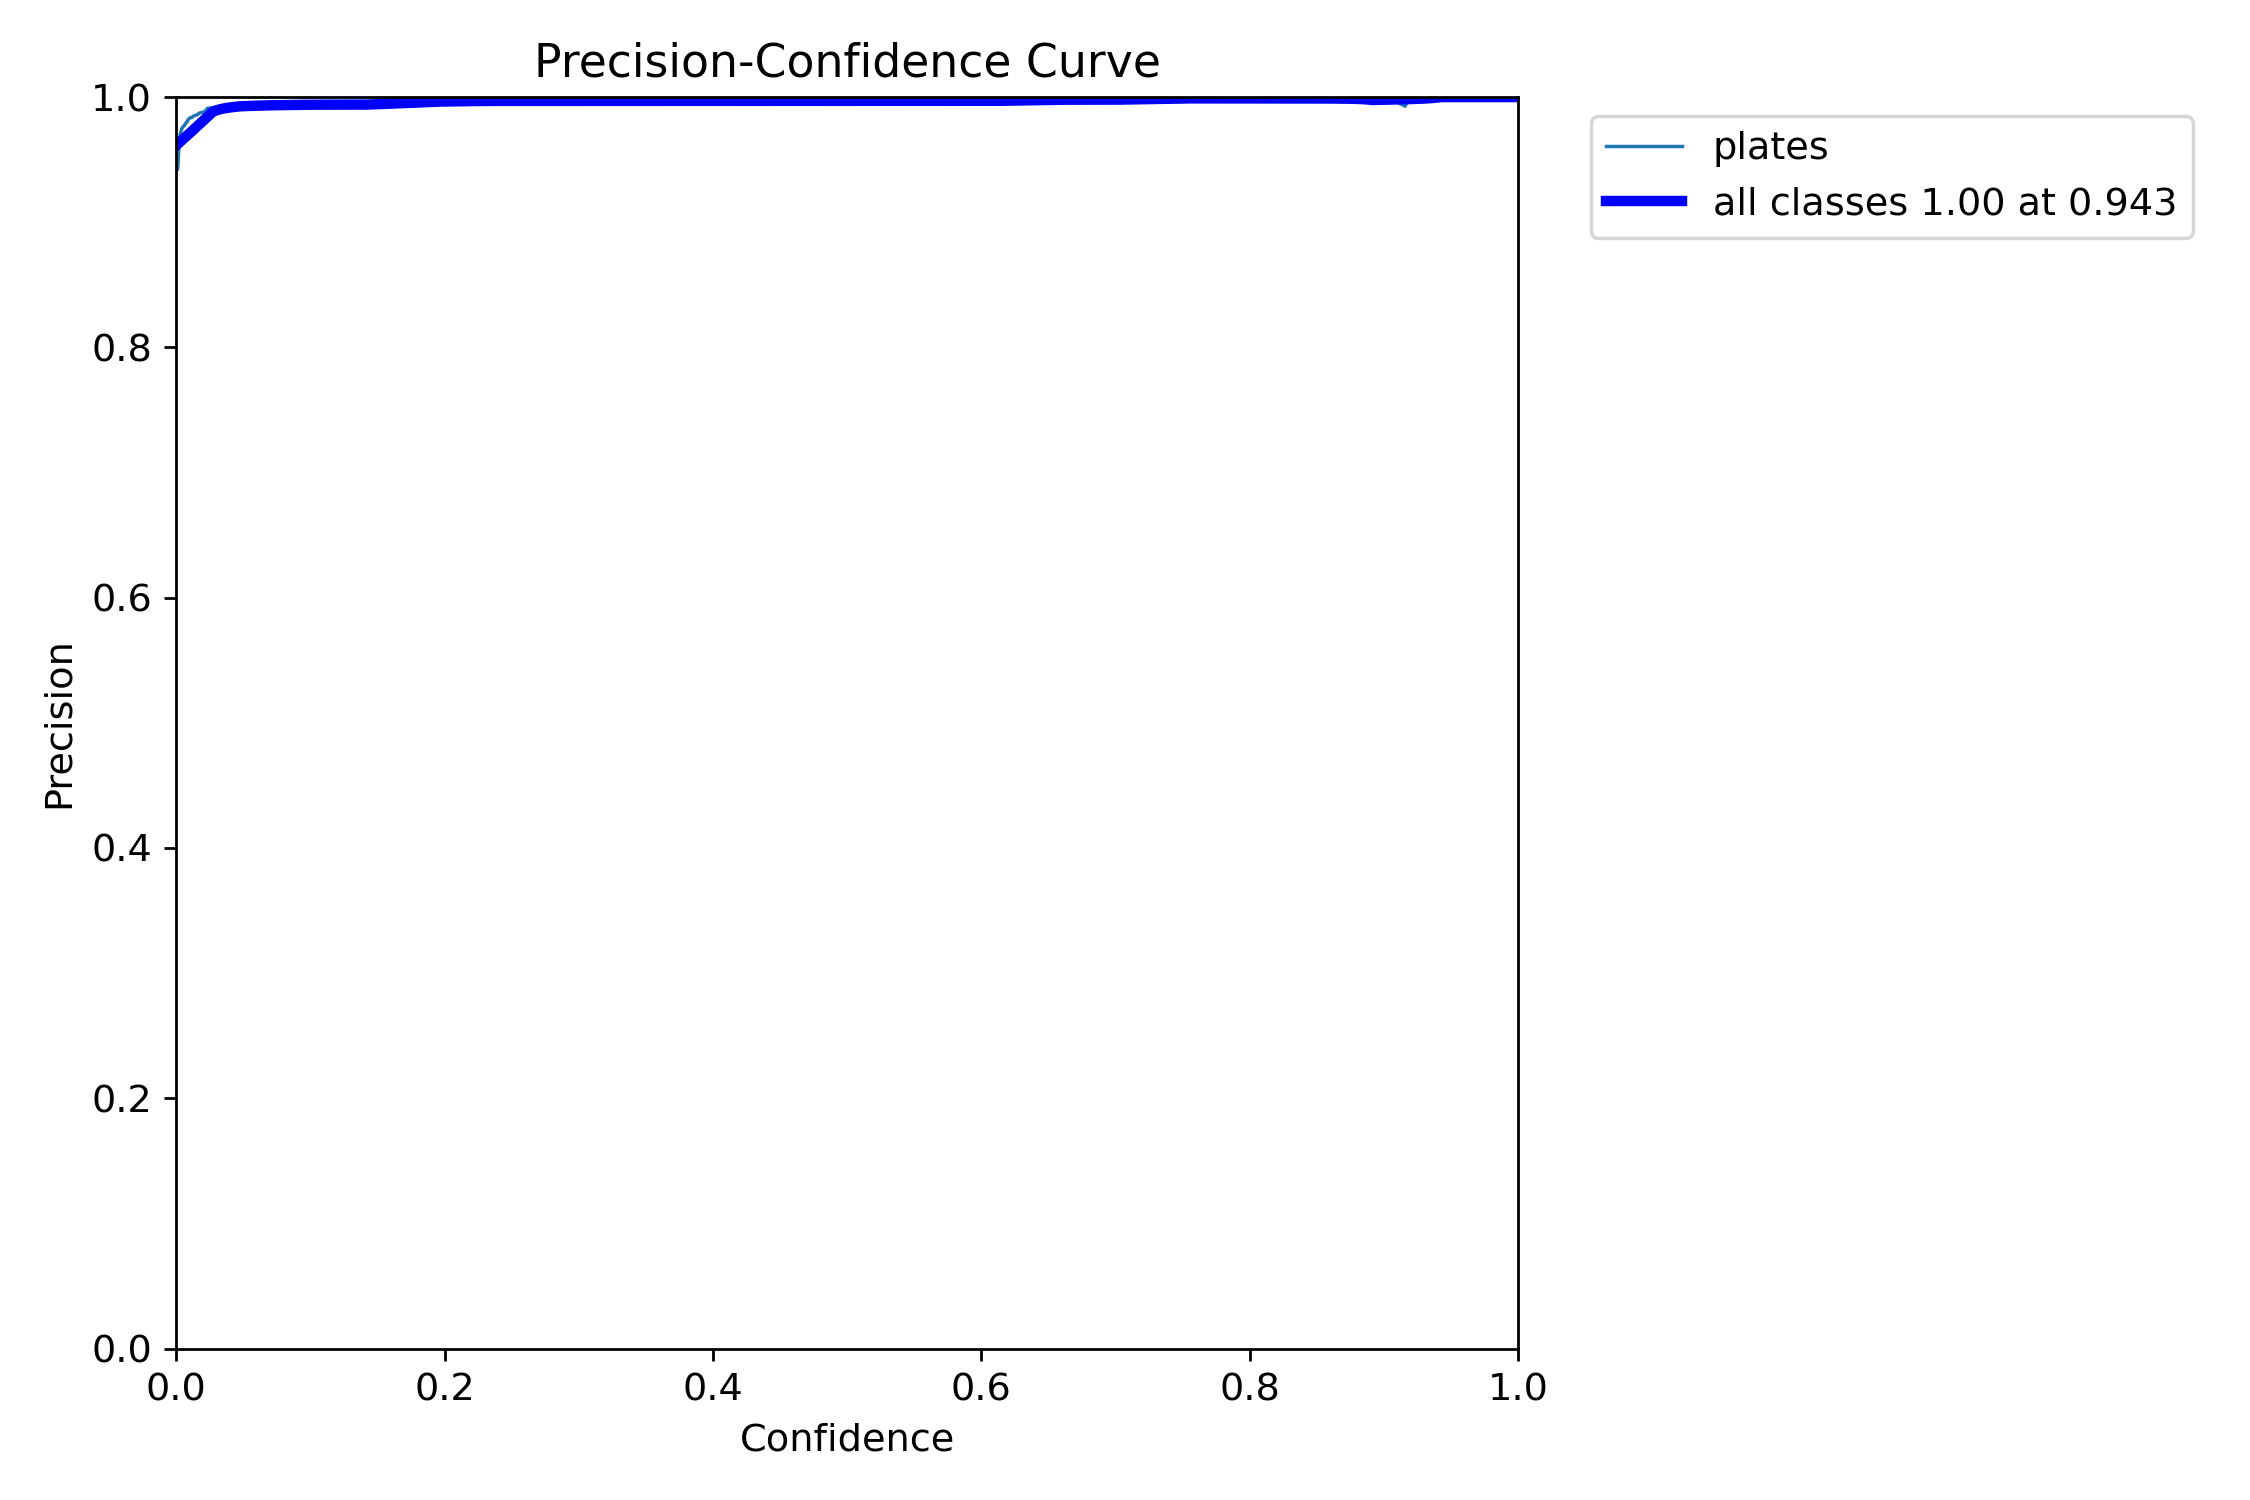 Precision-Confidence Curve
1.0
0.8
0.6
0.4
0.2
0.0
Precision
0.0 0.2 0.4 0.6 0.8 1.0
Confidence
plates
all classes 1.00 at 0.943